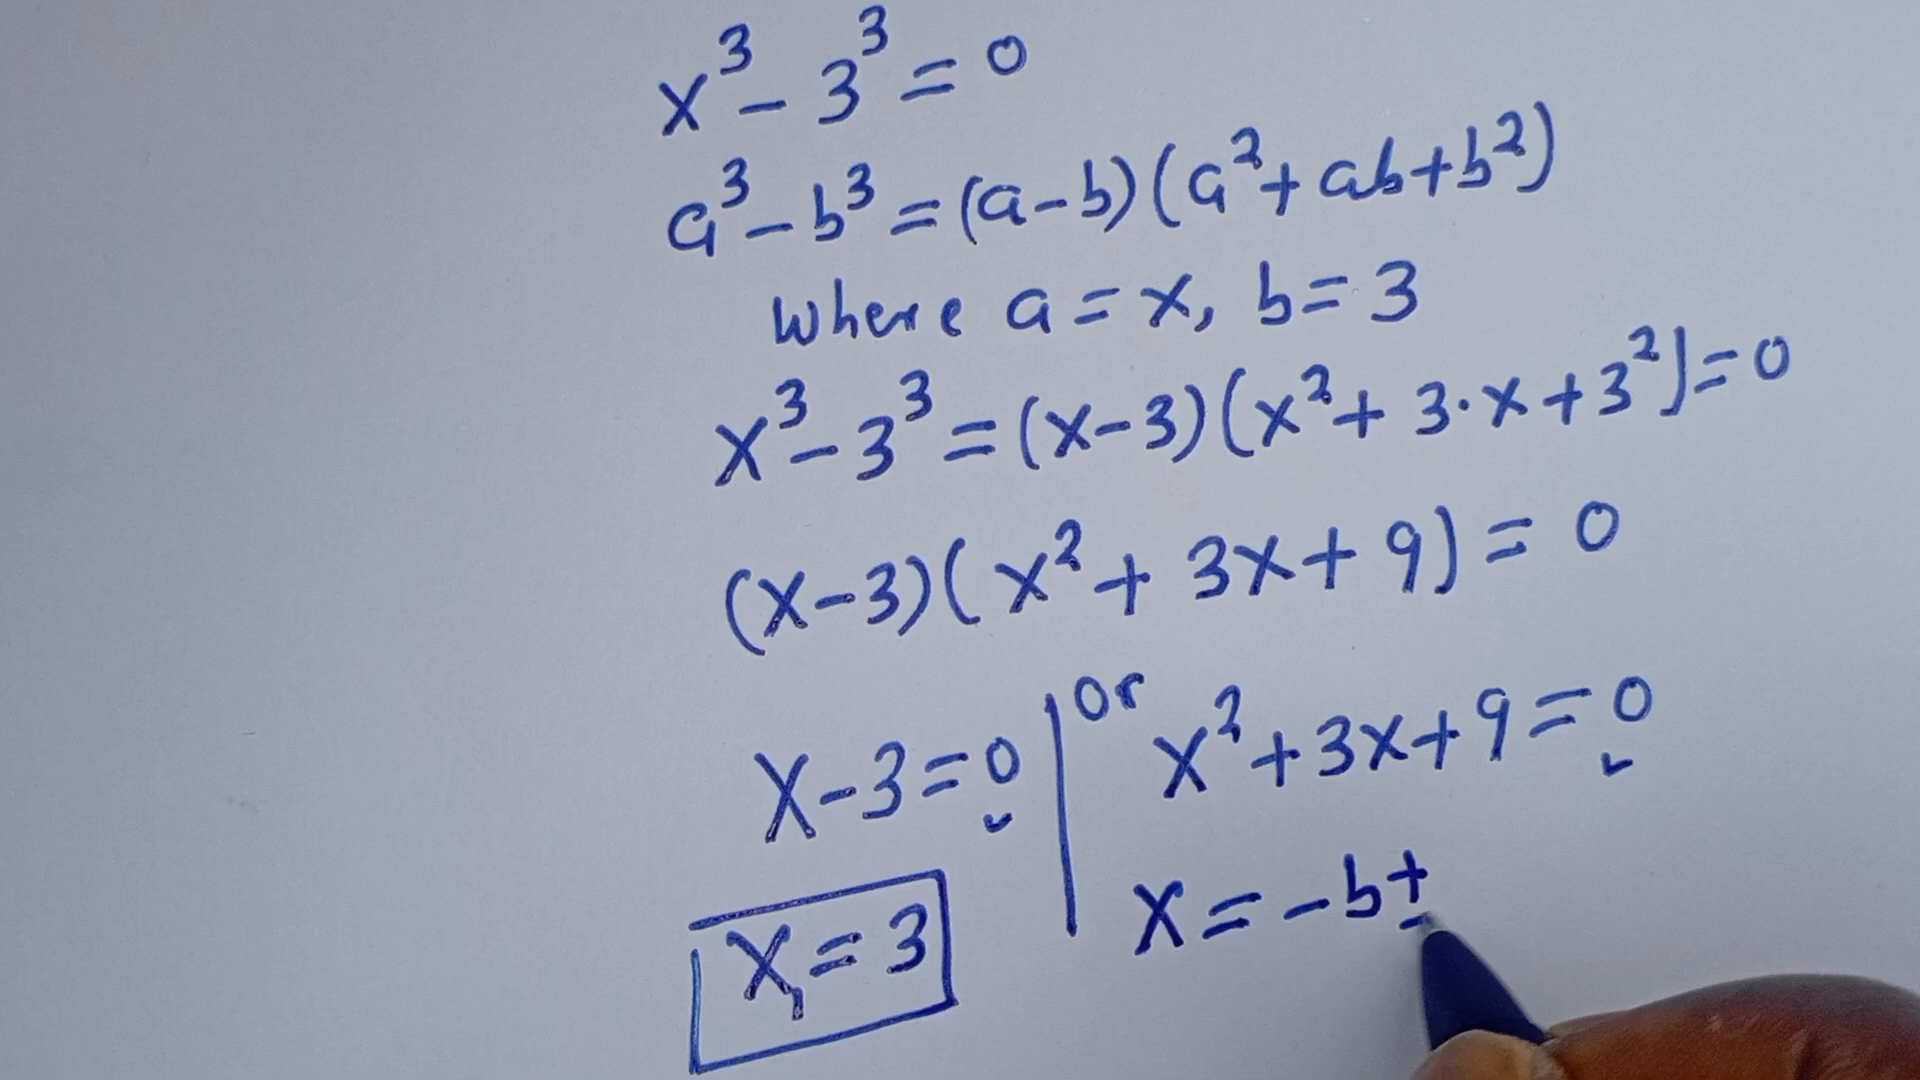 x³ - 3³ = 0
a³ - b³ = (a-b)(a² + ab + b²)
where a = x, b = 3
x³ - 3³ = (x-3)(x² + 3·x + 3²) = 0
(x-3)(x² + 3x + 9) = 0
x-3=0 or x²+3x+9=0
x₁ = 3
x = -b±